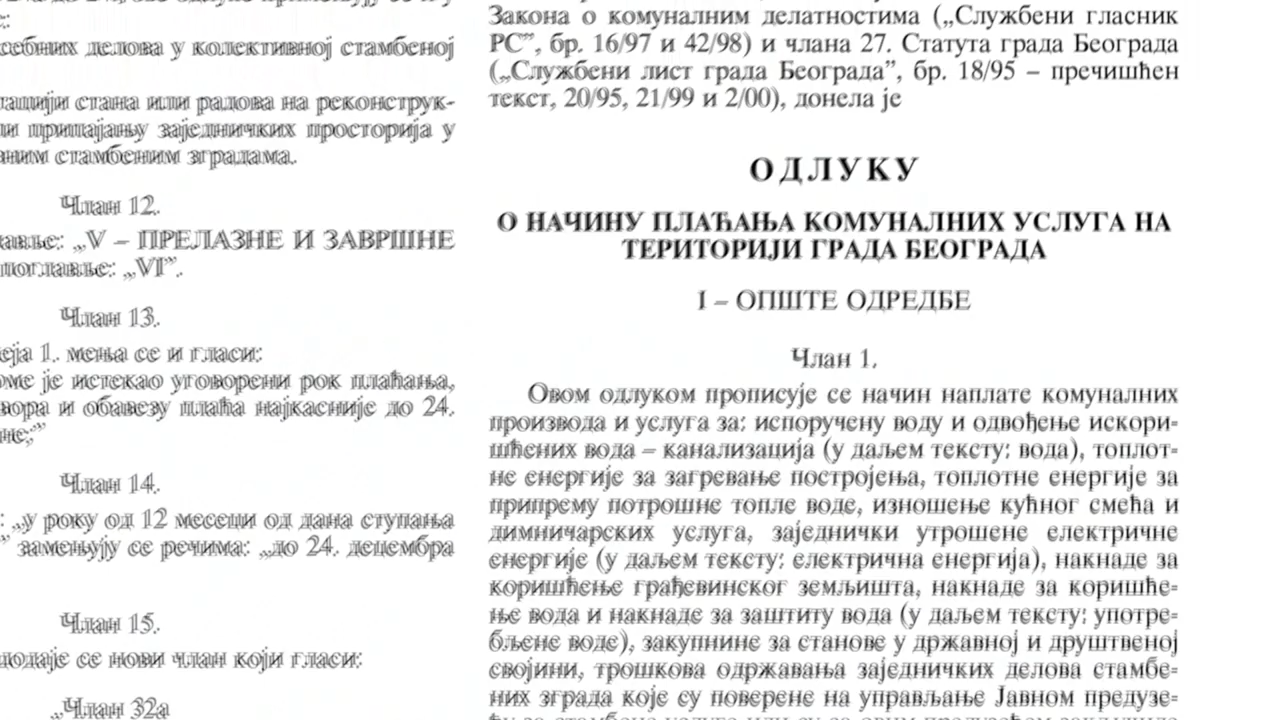 себних делова у колективној стамбеној
тацији стана или радова на реконструк-
ли припајању заједничких просторија у
вним стамбеним зградама.
Члан 12.
авље: „V – ПРЕЛАЗНЕ И ЗАВРШНЕ
поглавље: „VI”.
Члан 13.
еја 1. мења се и гласи:
оме је истекао уговорени рок плаћања,
вора и обавезу плаћа најкасније до 24.
не;”
Члан 14.
: „у року од 12 месеци од дана ступања
” замењују се речима: „до 24. децембра
Члан 15.
додаје се нови члан који гласи:
„Члан 32а
Закона о комуналним делатностима („Службени гласник
РС”, бр. 16/97 и 42/98) и члана 27. Статута града Београда
(„Службени лист града Београда”, бр. 18/95 – пречишћен
текст, 20/95, 21/99 и 2/00), донела је
ОДЛУКУ
О НАЧИНУ ПЛАЋАЊА КОМУНАЛНИХ УСЛУГА НА
ТЕРИТОРИЈИ ГРАДА БЕОГРАДА
I – ОПШТЕ ОДРЕДБЕ
Члан 1.
Овом одлуком прописује се начин наплате комуналних
производа и услуга за: испоручену воду и одвођење искори-
шћених вода – канализација (у даљем тексту: вода), топлот-
не енергије за загревање постројења, топлотне енергије за
припрему потрошне топле воде, изношење кућног смећа и
димничарских услуга, заједнички утрошене електричне
енергије (у даљем тексту: електрична енергија), накнаде за
коришћење грађевинског земљишта, накнаде за коришће-
ње вода и накнаде за заштиту вода (у даљем тексту: употре-
бљене воде), закупнине за станове у државној и друштвеној
својини, трошкова одржавања заједничких делова стамбе-
них зграда које су поверене на управљање Јавном предузе-